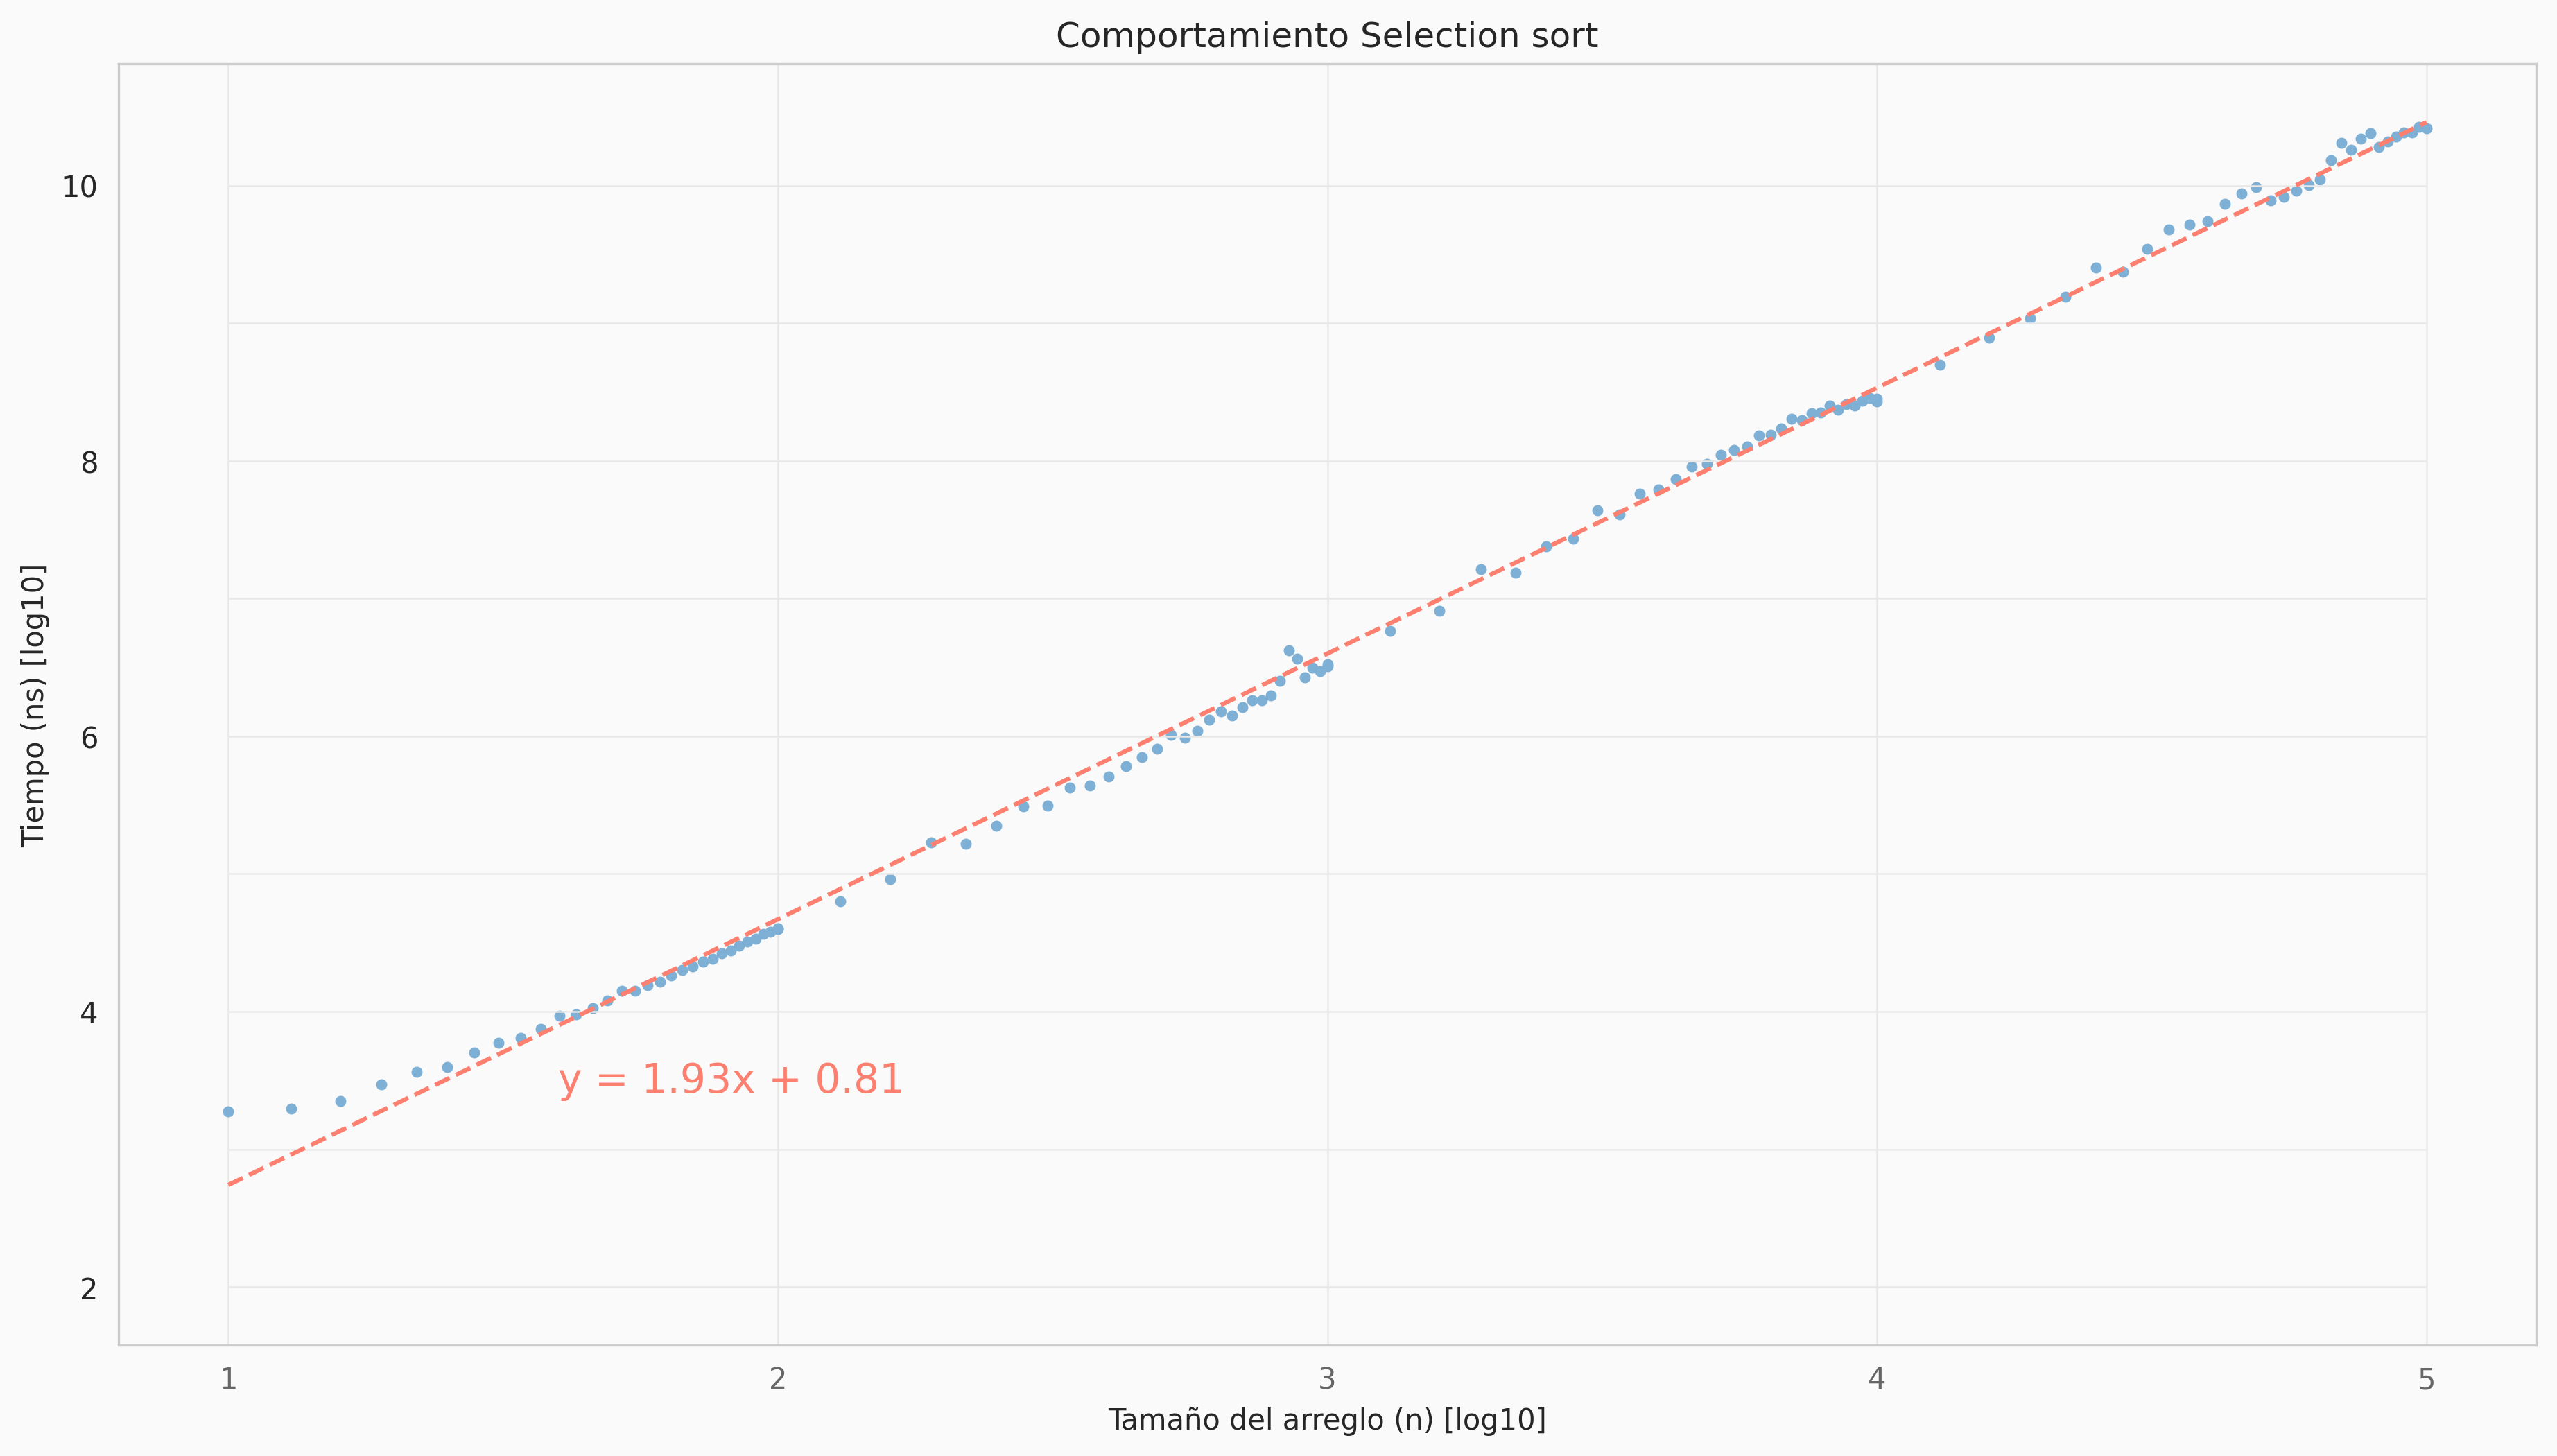 Comportamiento Selection sort
Tiempo (ns) [log10]
10
8
6
4
2
y = 1.93x + 0.81
1
2
3
4
5
Tamaño del arreglo (n) [log10]